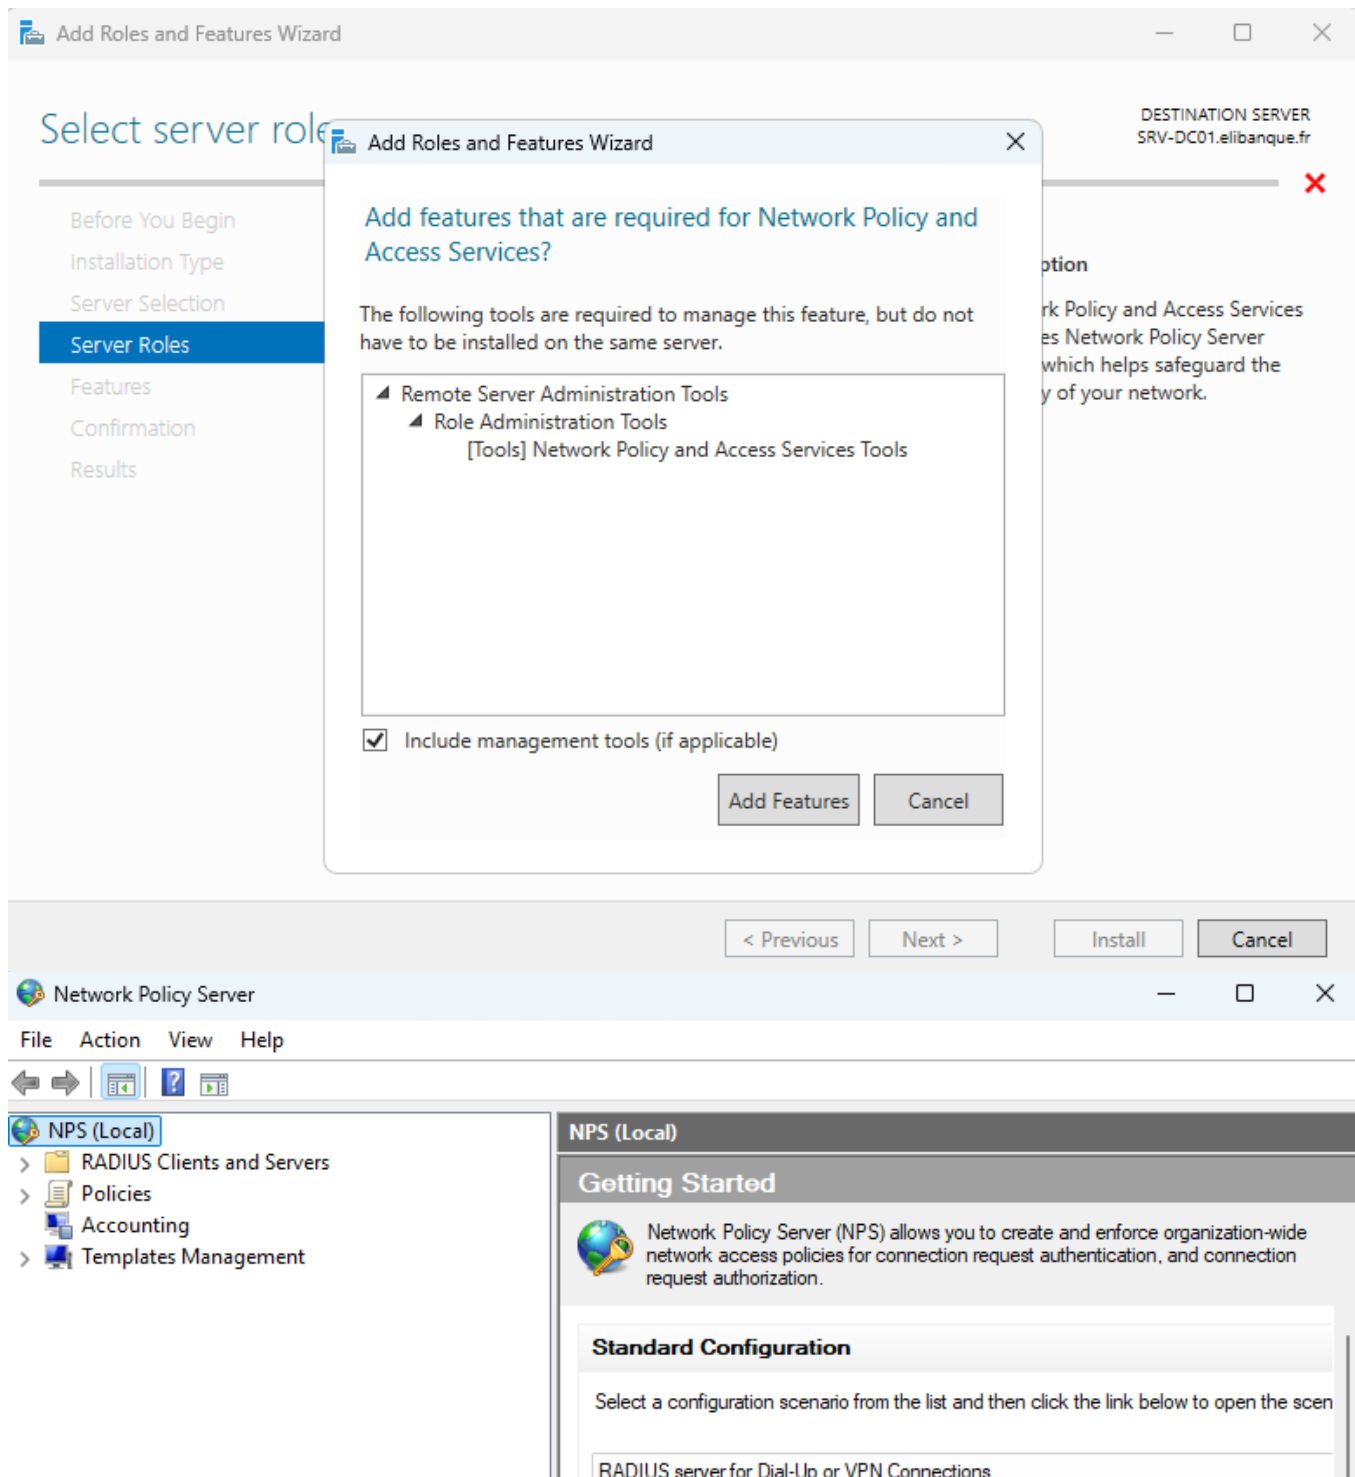 Add Roles and Features Wizard
Select server role
DESTINATION SERVER
SRV-DC01.elibanque.fr
Before You Begin
Installation Type
Server Selection
Server Roles
Features
Confirmation
Results
Add Roles and Features Wizard
Add features that are required for Network Policy and
Access Services?
The following tools are required to manage this feature, but do not
have to be installed on the same server.
Remote Server Administration Tools
Role Administration Tools
[Tools] Network Policy and Access Services Tools
Include management tools (if applicable)
Add Features
Cancel
ption
rk Policy and Access Services
es Network Policy Server
which helps safeguard the
y of your network.
< Previous
Next >
Install
Cancel
Network Policy Server
File Action View Help
NPS (Local)
RADIUS Clients and Servers
Policies
Accounting
Templates Management
NPS (Local)
Getting Started
Network Policy Server (NPS) allows you to create and enforce organization-wide
network access policies for connection request authentication, and connection
request authorization.
Standard Configuration
Select a configuration scenario from the list and then click the link below to open the scen
RADIUS server for Dial-Up or VPN Connections